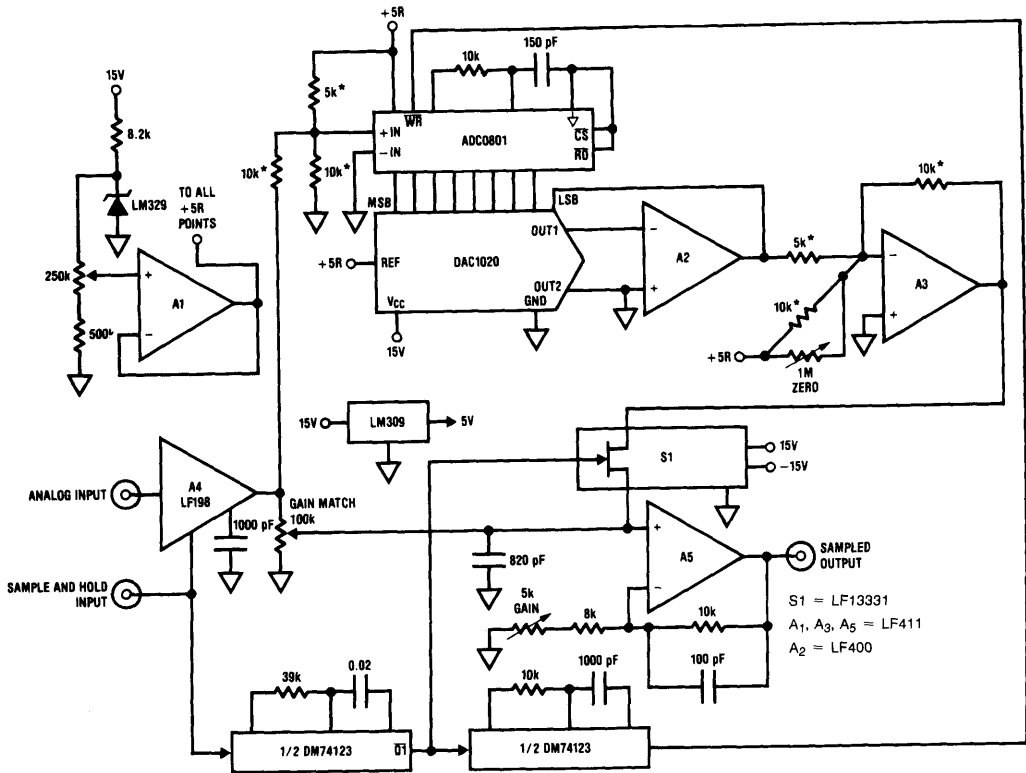 +5R
150 pF
10k
15V
5k*
WR
8.2k
+IN
-IN
ADC0801
CS
RD
10k*
10k*
10k*
LM329
TO ALL
+5R
POINTS
MSB
LSB
OUT1
A2
5k*
A3
+5R
REF
DAC1020
OUT2
GND
VCC
15V
250k
A1
500k
10k*
+5R
1M
ZERO
15V
LM309
5V
S1
15V
-15V
ANALOG INPUT
A4
LF198
GAIN MATCH
100k
1000 pF
SAMPLE AND HOLD
INPUT
820 pF
A5
SAMPLED
OUTPUT
5k
GAIN
8k
10k
100 pF
S1 = LF13331
A1, A3, A5 = LF411
A2 = LF400
39k
0.02
10k
1000 pF
1/2 DM74123
Q1
1/2 DM74123